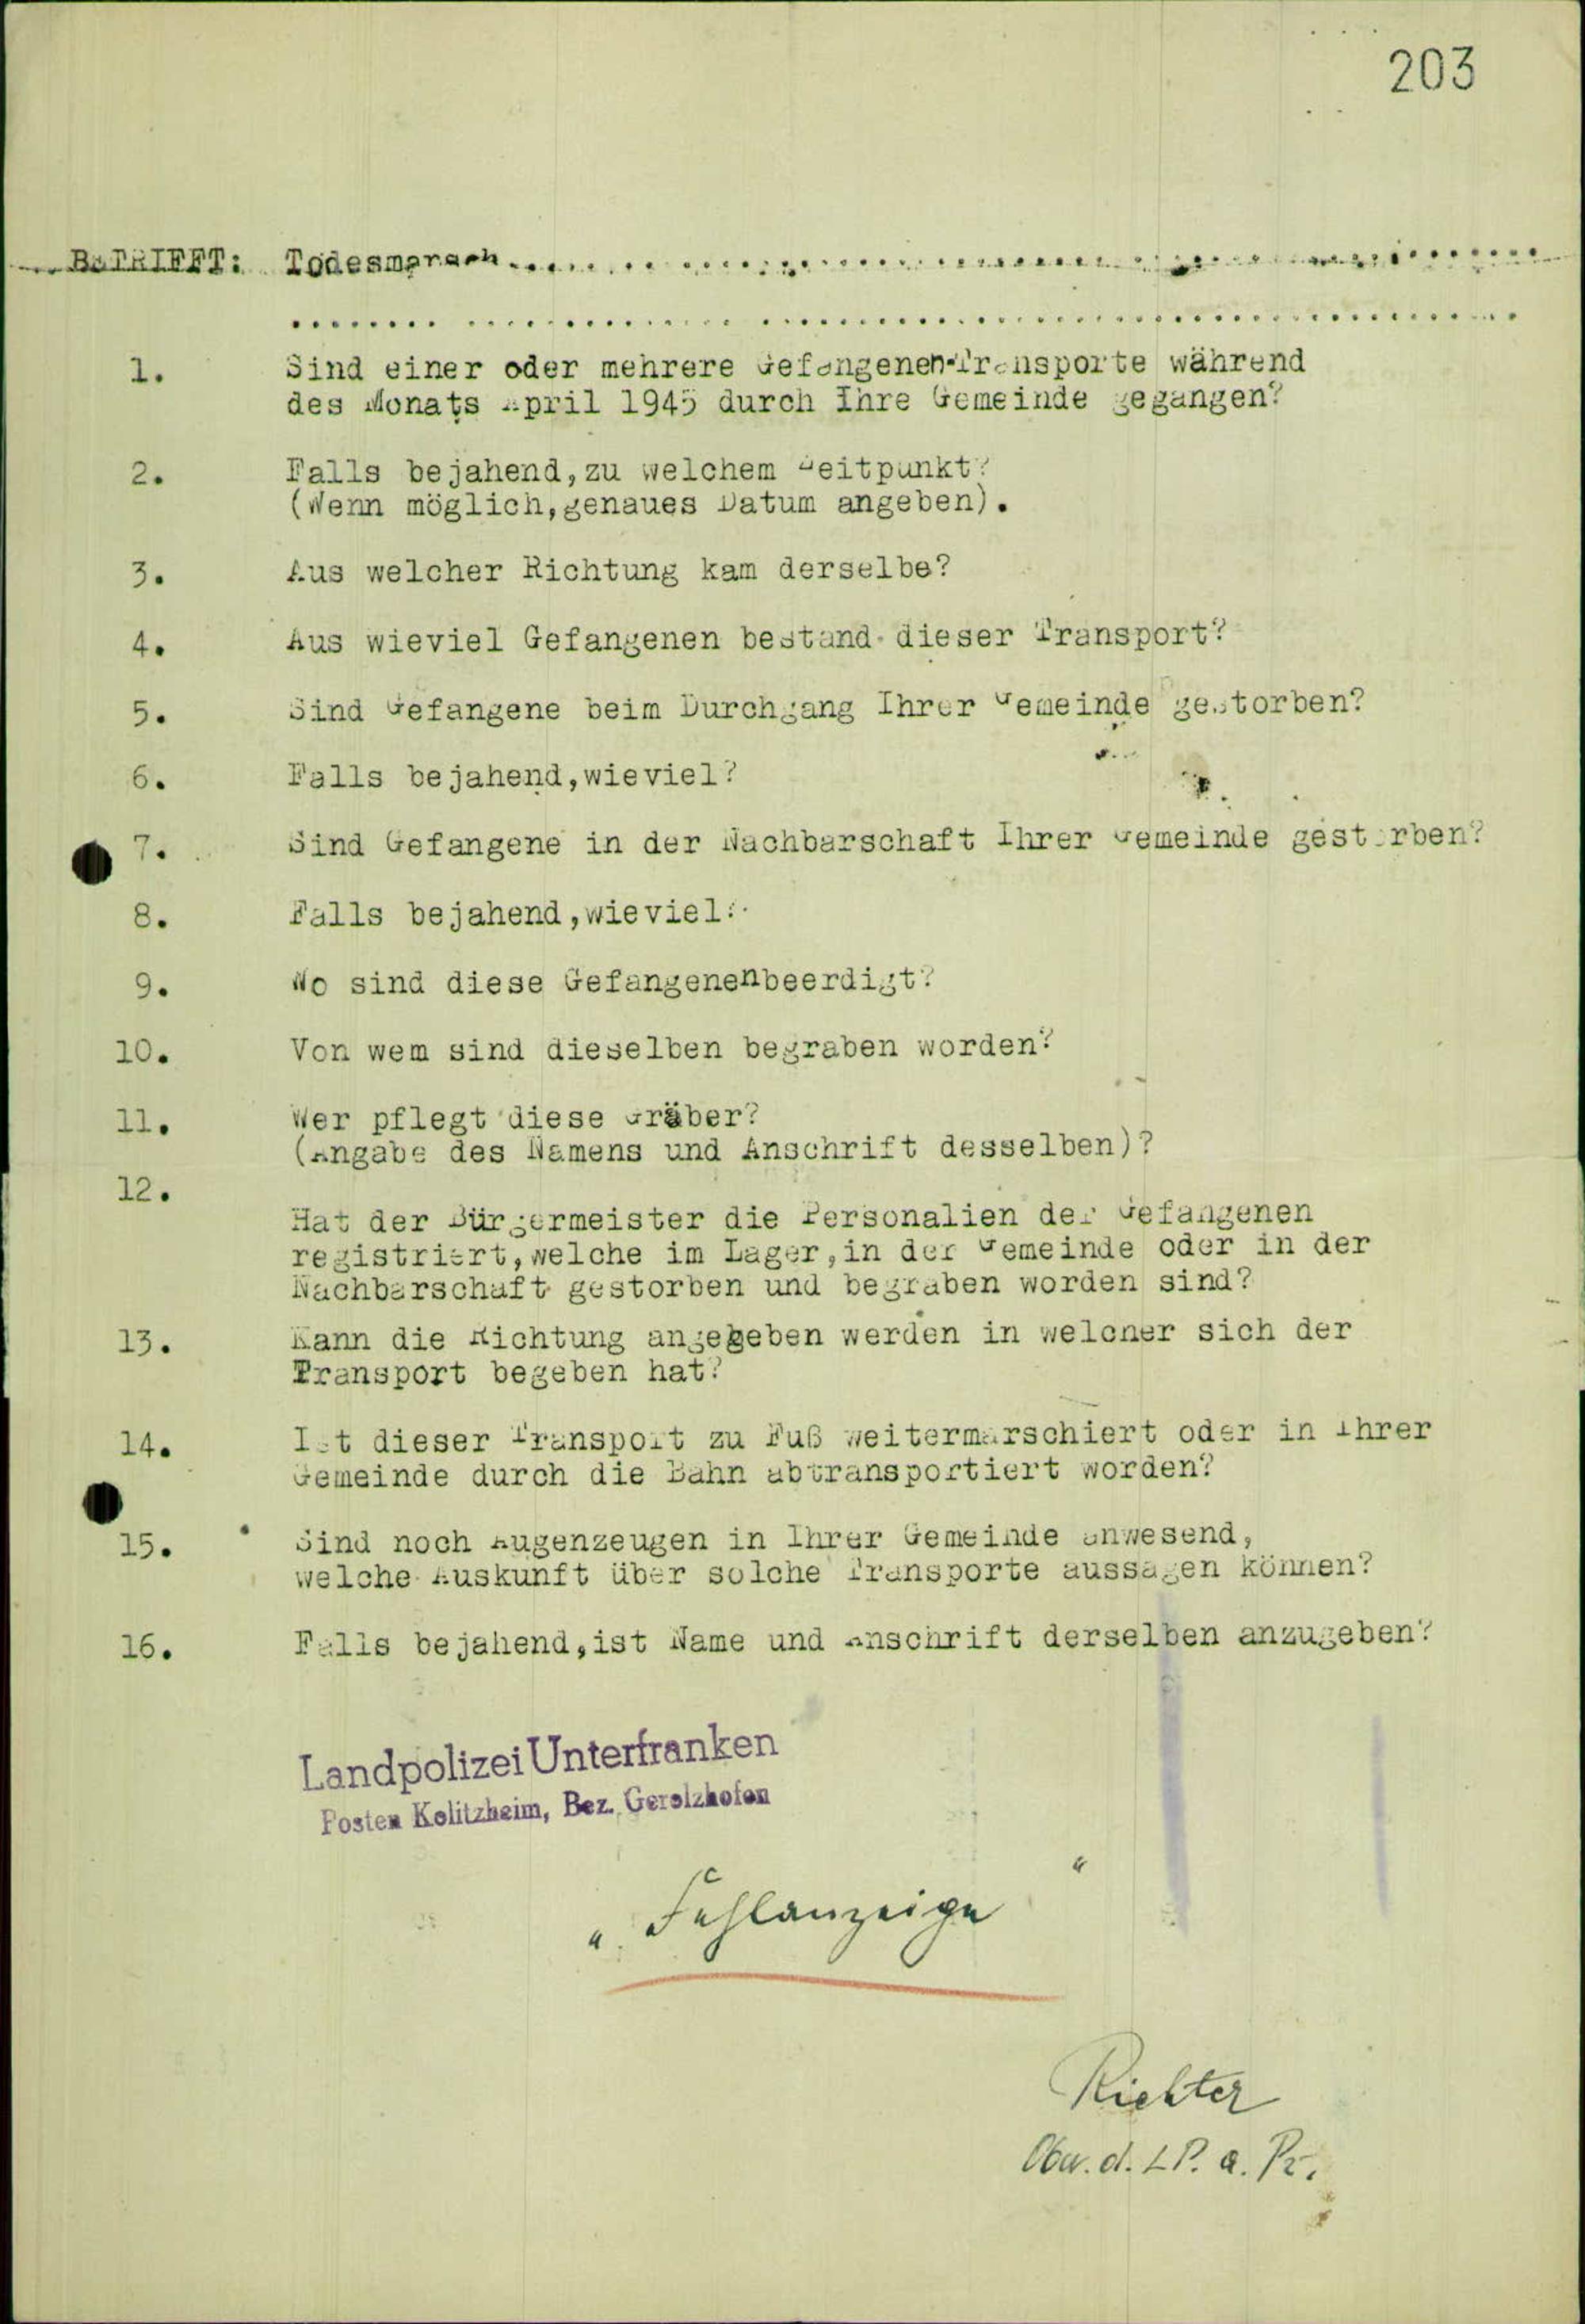 203
BETRIFFT: Todesmarsch....................................................
....................................................
1. Sind einer oder mehrere Gefangenen-Transporte während
des Monats April 1945 durch Ihre Gemeinde gegangen?
2. Falls bejahend,zu welchem Zeitpunkt?
(Wenn möglich,genaues Datum angeben).
3. Aus welcher Richtung kam derselbe?
4. Aus wieviel Gefangenen bestand dieser Transport?
5. Sind Gefangene beim Durchgang Ihrer Gemeinde gestorben?
6. Falls bejahend,wieviel?
7. Sind Gefangene in der Nachbarschaft Ihrer Gemeinde gestorben?
8. Falls bejahend,wieviel?
9. Wo sind diese Gefangenenbeerdigt?
10. Von wem sind dieselben begraben worden?
11. Wer pflegt diese Gräber?
(Angabe des Namens und Anschrift desselben)?
12.
Hat der Bürgermeister die Personalien der Gefangenen
registriert,welche im Lager,in der Gemeinde oder in der
Nachbarschaft gestorben und begraben worden sind?
13. Kann die Richtung angegeben werden in welcher sich der
Transport begeben hat?
14. Ist dieser Transport zu Fuß weitermarschiert oder in Ihrer
Gemeinde durch die Bahn abtransportiert worden?
15. Sind noch Augenzeugen in Ihrer Gemeinde anwesend,
welche Auskunft über solche Transporte aussagen können?
16. Falls bejahend,ist Name und Anschrift derselben anzugeben?
Landpolizei Unterfranken
Posten Kolitzheim, Bez. Gerolzhofen
„ Fehlanzeige "
Richter
d. L.P. a. Pr.